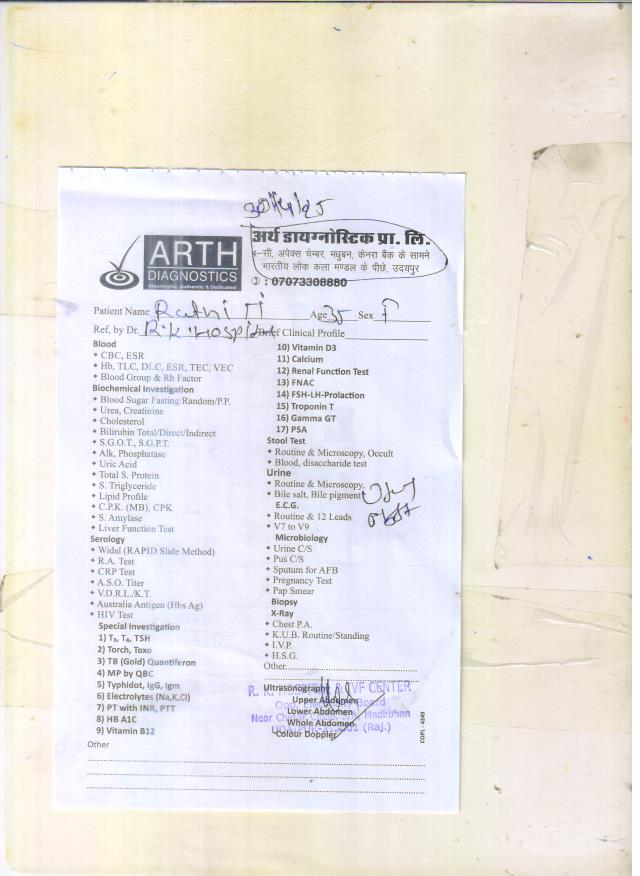 अर्थ डायग्नोस्टिक प्रा. लि.
4-सी, अपेक्स चेम्बर, मधुबन, केनरा बैंक के सामने
भारतीय लोक कला मण्डल के पीछे, उदयपुर
: 07073308880
ARTH
DIAGNOSTICS
Meaningful, Authentic & Dedicated
Patient Name Age 35 Sex F
Ref, by Dr. Brief Clinical Profile
Blood
* CBC, ESR
* Hb, TLC, DLC, ESR, TEC, VEC
* Blood Group & Rh Factor
Biochemical Investigation
* Blood Sugar Fasting/Random/P.P.
* Urea, Creatinine
* Cholesterol
* Bilirubin Total/Direct/Indirect
* S.G.O.T., S.G.P.T.
* Alk, Phosphatase
* Uric Acid
* Total S. Protein
* S. Triglyceride
* Lipid Profile
* C.P.K. (MB), CPK
* S. Amylase
* Liver Function Test
Serology
* Widal (RAPID Slide Method)
* R.A. Test
* CRP Test
* A.S.O. Titer
* V.D.R.L./K.T.
* Australia Antigen (Hbs Ag)
* HIV Test
Special Investigation
1) T₃, T₄, TSH
2) Torch, Toxo
3) TB (Gold) Quantiferon
4) MP by QBC
5) Typhidot, IgG, Igm
6) Electrolytes (Na,K,Cl)
7) PT with INR, PTT
8) HB A1C
9) Vitamin B12
10) Vitamin D3
11) Calcium
12) Renal Function Test
13) FNAC
14) FSH-LH-Prolaction
15) Troponin T
16) Gamma GT
17) PSA
Stool Test
* Routine & Microscopy, Occult
* Blood, disaccharide test
Urine
* Routine & Microscopy,
* Bile salt, Bile pigment
E.C.G.
* Routine & 12 Leads
* V7 to V9
Microbiology
* Urine C/S
* Pus C/S
* Sputum for AFB
* Pregnancy Test
* Pap Smear
Biopsy
X-Ray
* Chest P.A.
* K.U.B. Routine/Standing
* I.V.P.
* H.S.G.
Other
Ultrasonography
Upper Abdomen
Lower Abdomen
Whole Abdomen
Colour Doppler
IVF CENTER
Board
Madhuban
(Raj.)
COPL 4249
Other